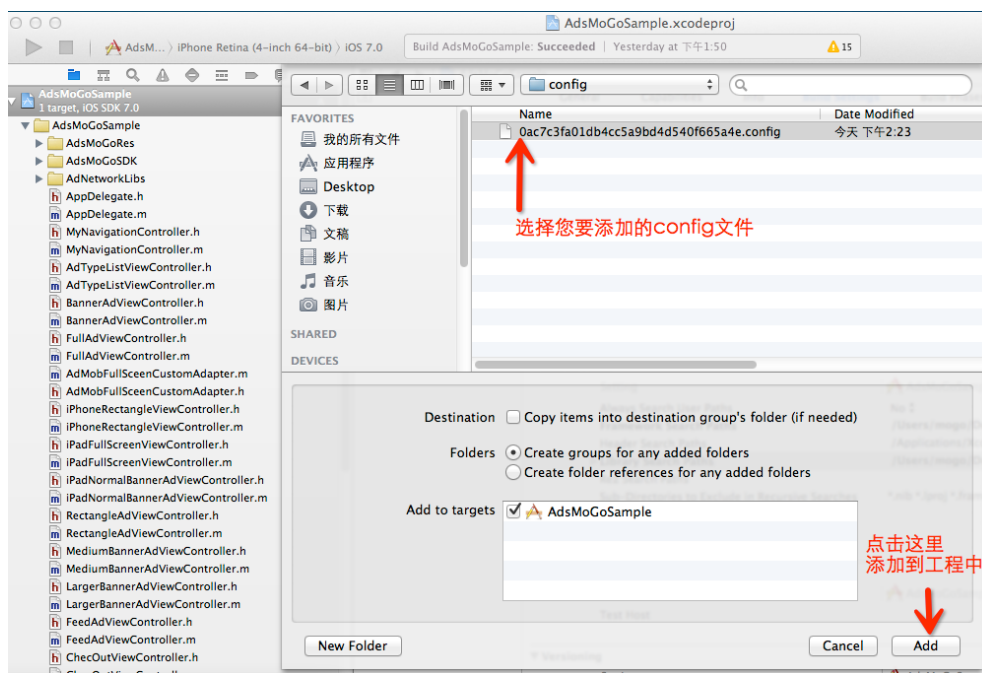 AdsMoGoSample.xcodeproj
AdsM... 〉 iPhone Retina (4-inch 64-bit) 〉 iOS 7.0
Build AdsMoGoSample: Succeeded | Yesterday at 下午1:50
15
AdsMoGoSample
1 target, iOS SDK 7.0
AdsMoGoSample
AdsMoGoRes
AdsMoGoSDK
AdNetworkLibs
h AppDelegate.h
m AppDelegate.m
h MyNavigationController.h
m MyNavigationController.m
h AdTypeListViewController.h
m AdTypeListViewController.m
h BannerAdViewController.h
m BannerAdViewController.m
h FullAdViewController.h
m FullAdViewController.m
m AdMobFullSceenCustomAdapter.m
h AdMobFullSceenCustomAdapter.h
h iPhoneRectangleViewController.h
m iPhoneRectangleViewController.m
h iPadFullScreenViewController.h
m iPadFullScreenViewController.m
h iPadNormalBannerAdViewController.h
m iPadNormalBannerAdViewController.m
h RectangleAdViewController.h
m RectangleAdViewController.m
h MediumBannerAdViewController.h
m MediumBannerAdViewController.m
h LargerBannerAdViewController.h
m LargerBannerAdViewController.m
h FeedAdViewController.h
m FeedAdViewController.m
h ChecOutViewController.h
config
FAVORITES
我的所有文件
应用程序
Desktop
下载
文稿
影片
音乐
图片
SHARED
DEVICES
Name Date Modified
0ac7c3fa01db4cc5a9bd4d540f665a4e.config 今天 下午2:23
选择您要添加的config文件
Destination Copy items into destination group's folder (if needed)
Folders Create groups for any added folders
Create folder references for any added folders
Add to targets AdsMoGoSample
点击这里
添加到工程中
New Folder Cancel Add